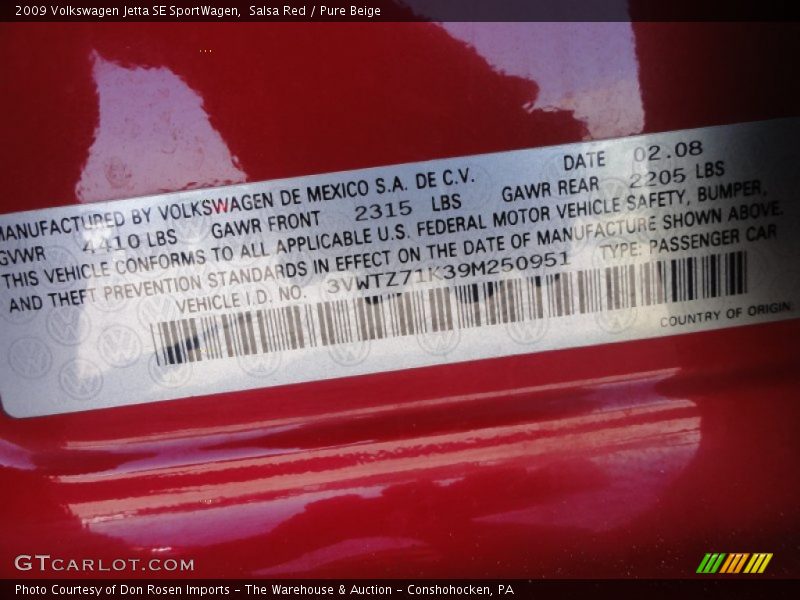 2009 Volkswagen Jetta SE SportWagen,  Salsa Red / Pure Beige
MANUFACTURED BY VOLKSWAGEN DE MEXICO S.A. DE C.V. DATE 02.08
GVWR 4410 LBS GAWR FRONT 2315 LBS GAWR REAR 2205 LBS
THIS VEHICLE CONFORMS TO ALL APPLICABLE U.S. FEDERAL MOTOR VEHICLE SAFETY, BUMPER,
AND THEFT PREVENTION STANDARDS IN EFFECT ON THE DATE OF MANUFACTURE SHOWN ABOVE.
VEHICLE I.D. NO. 3VWTZ71K39M250951 TYPE: PASSENGER CAR
COUNTRY OF ORIGIN:
GTCARLOT.COM
Photo Courtesy of Don Rosen Imports - The Warehouse & Auction - Conshohocken, PA